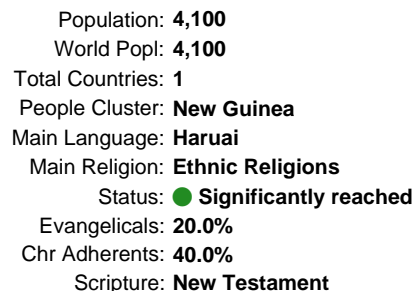 Population: 4,100
World Popl: 4,100
Total Countries: 1
People Cluster: New Guinea
Main Language: Haruai
Main Religion: Ethnic Religions
Status: Significantly reached
Evangelicals: 20.0%
Chr Adherents: 40.0%
Scripture: New Testament